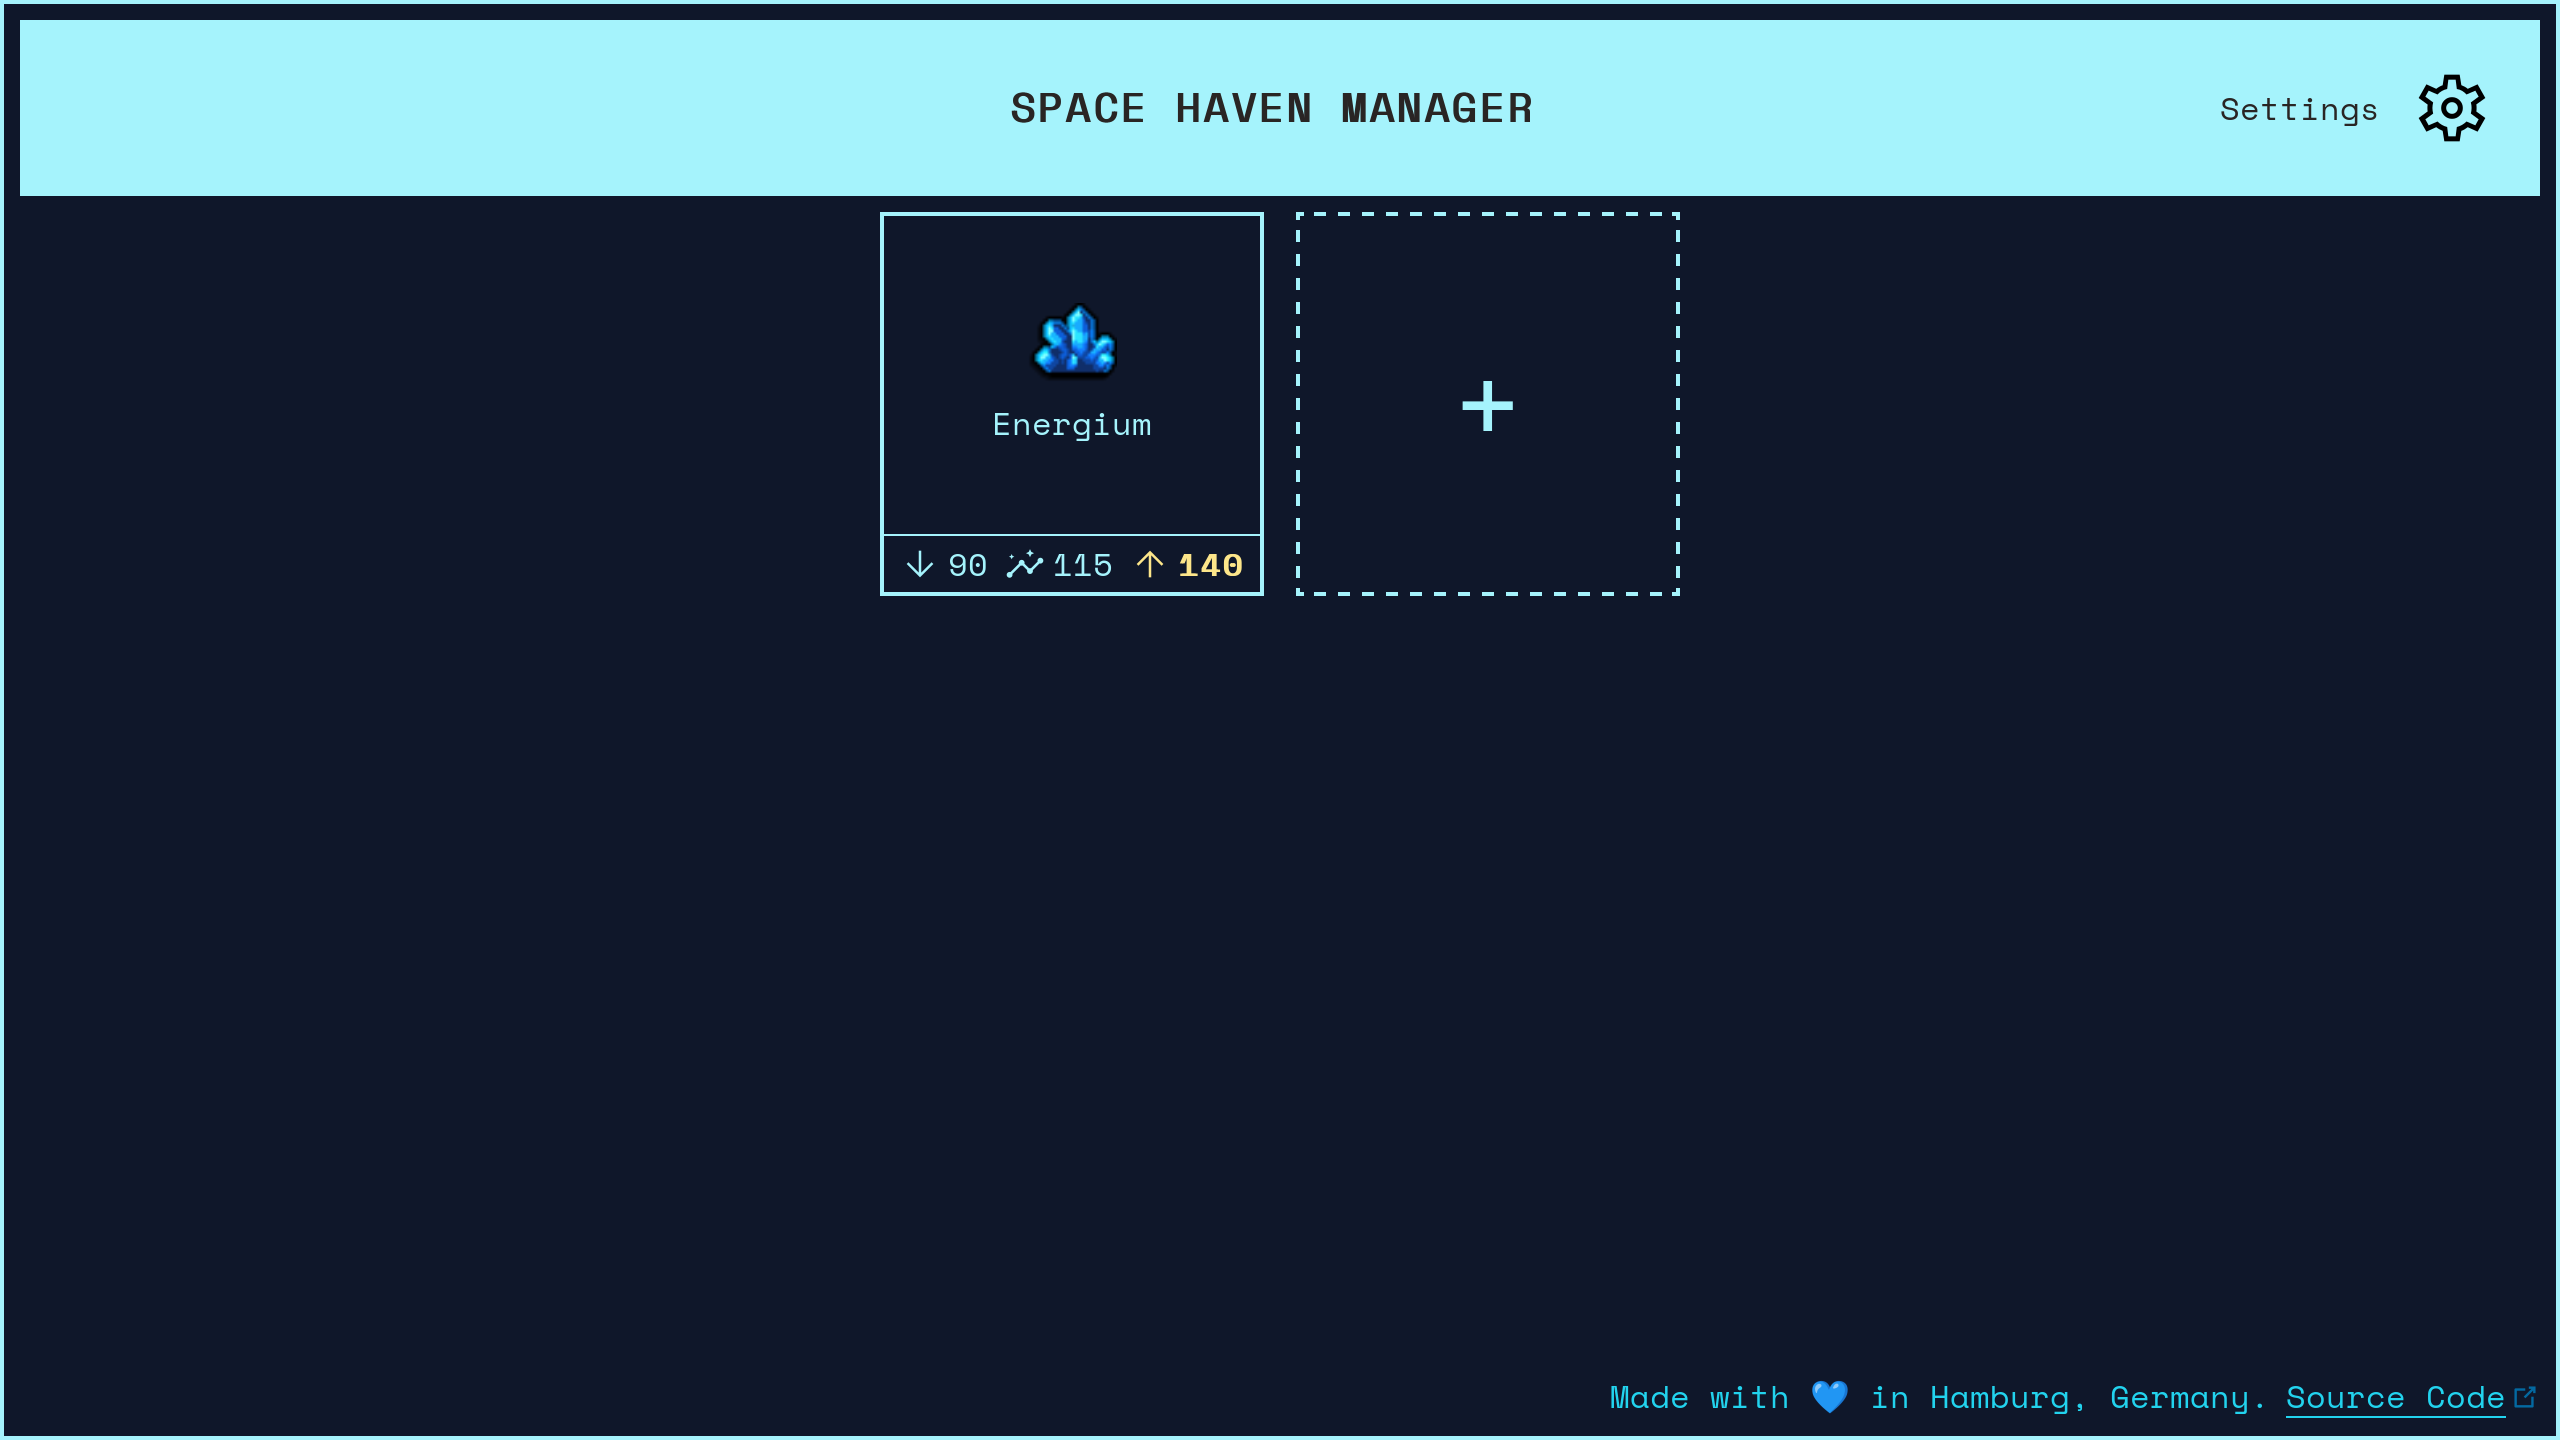 SPACE HAVEN MANAGER
Settings
Energium
90 115 140
Made with 💙 in Hamburg, Germany. Source Code